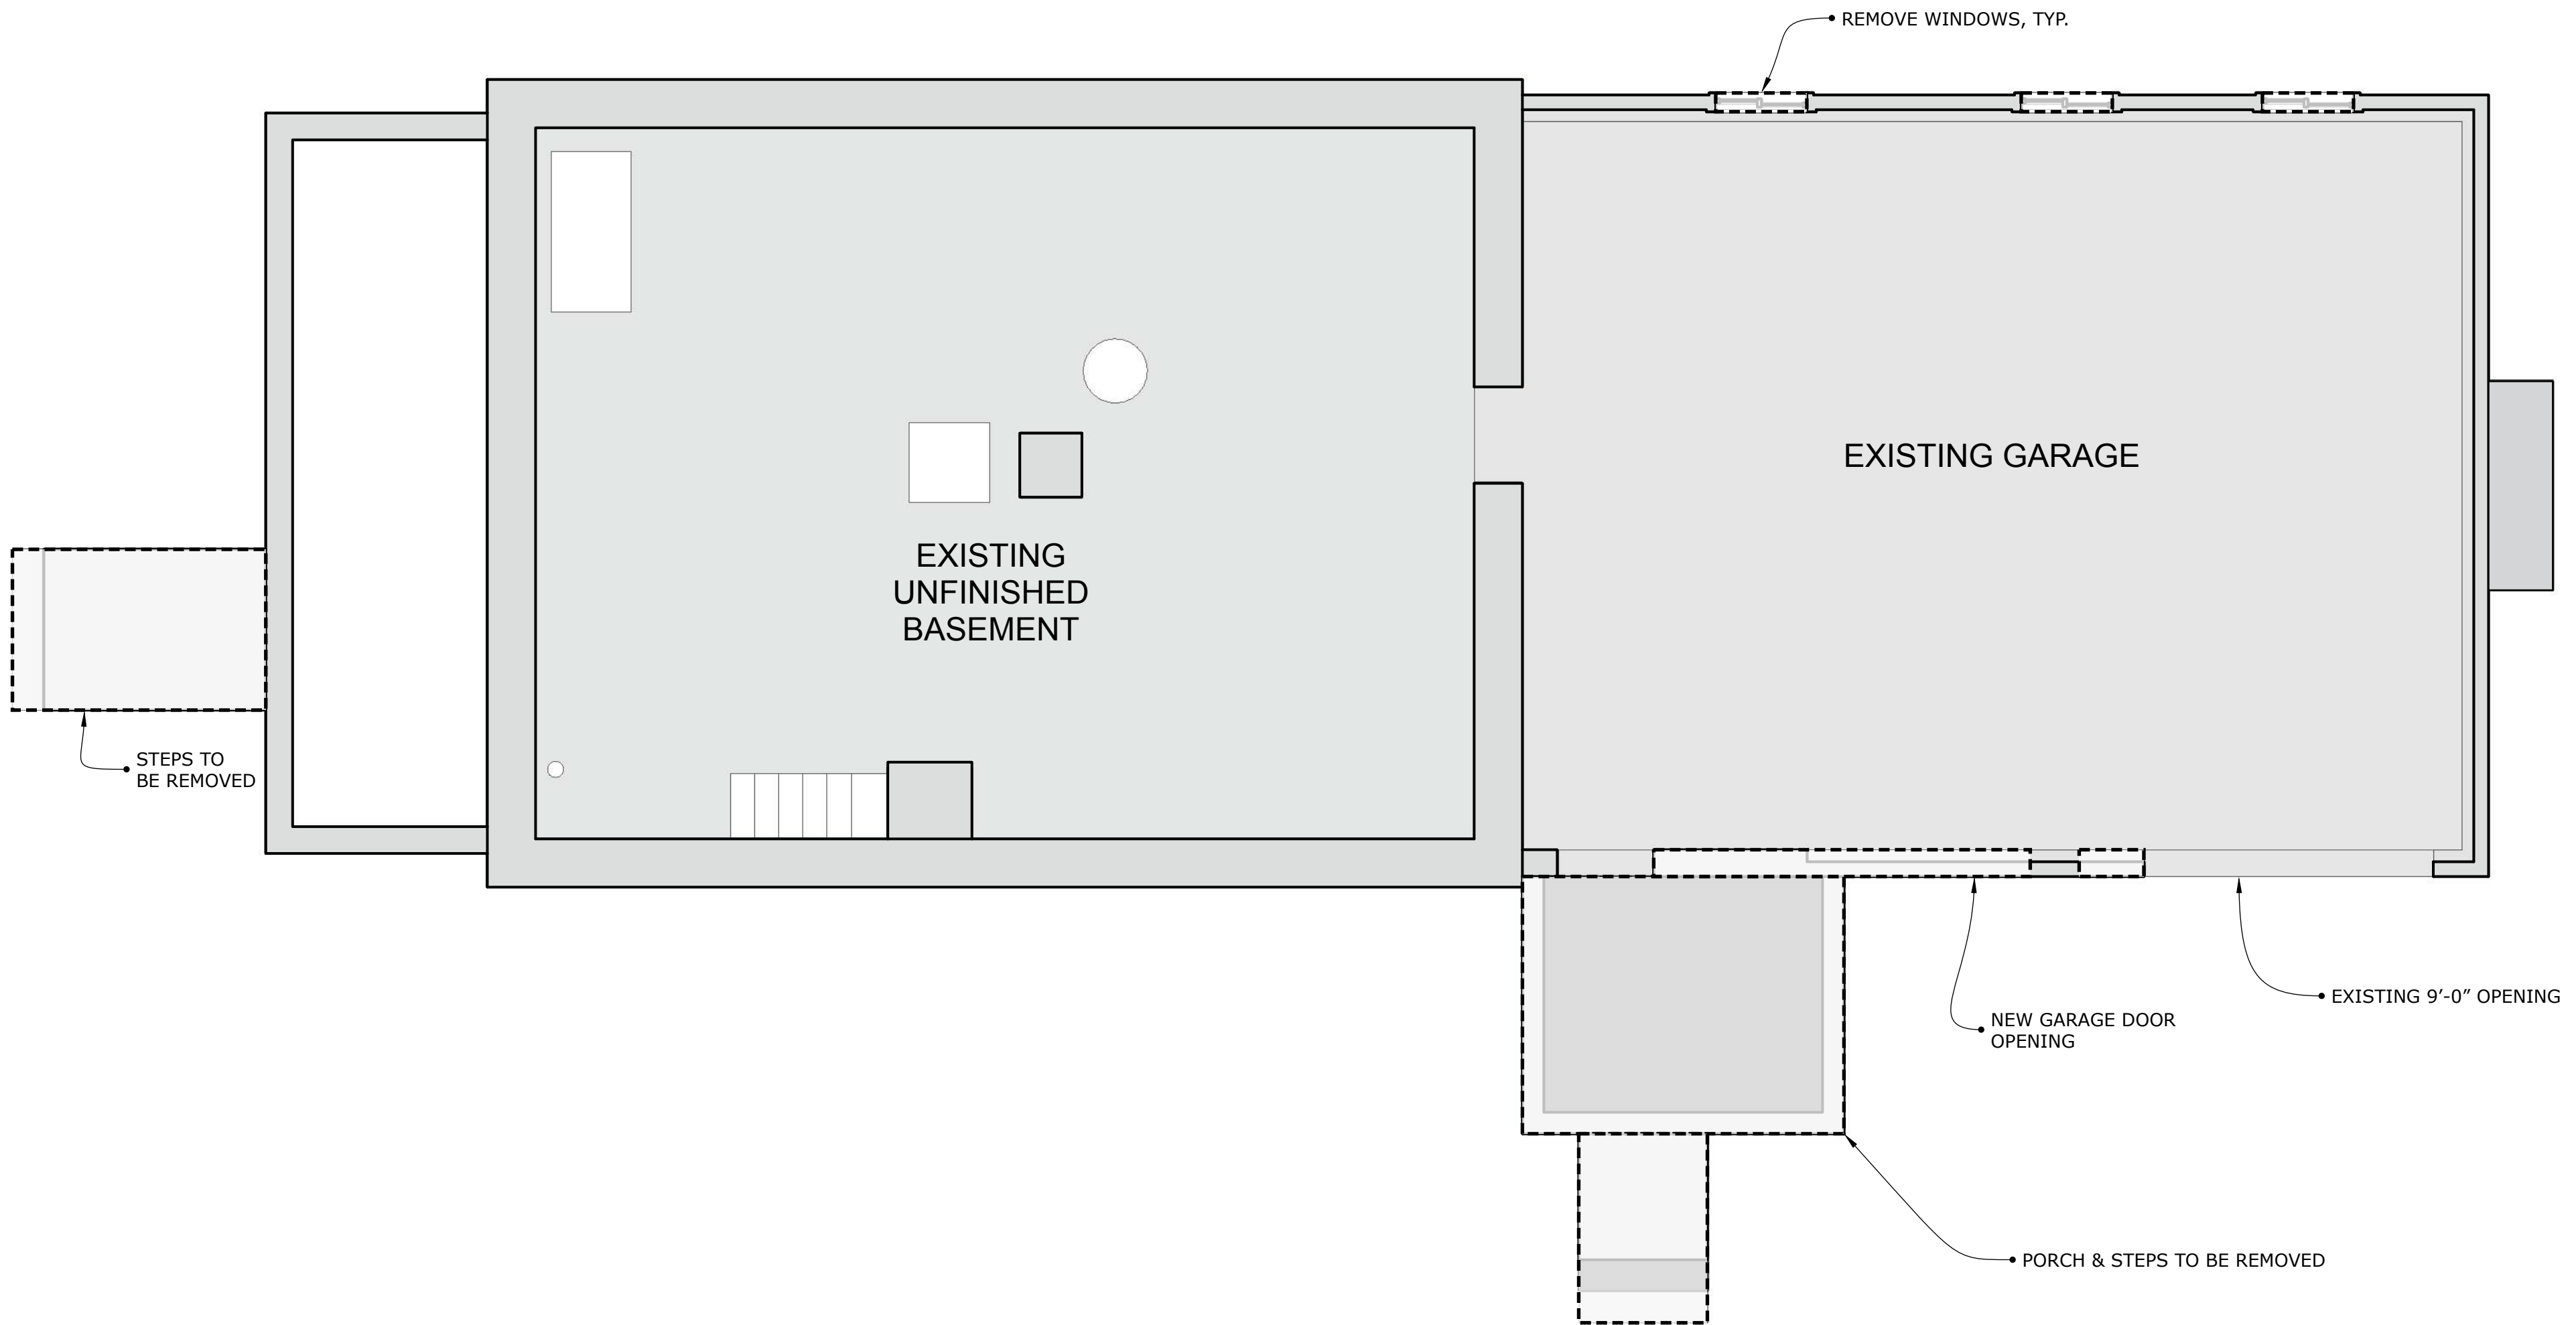 REMOVE WINDOWS, TYP.
EXISTING GARAGE
EXISTING
UNFINISHED
BASEMENT
STEPS TO
BE REMOVED
EXISTING 9'-0" OPENING
NEW GARAGE DOOR
OPENING
PORCH & STEPS TO BE REMOVED